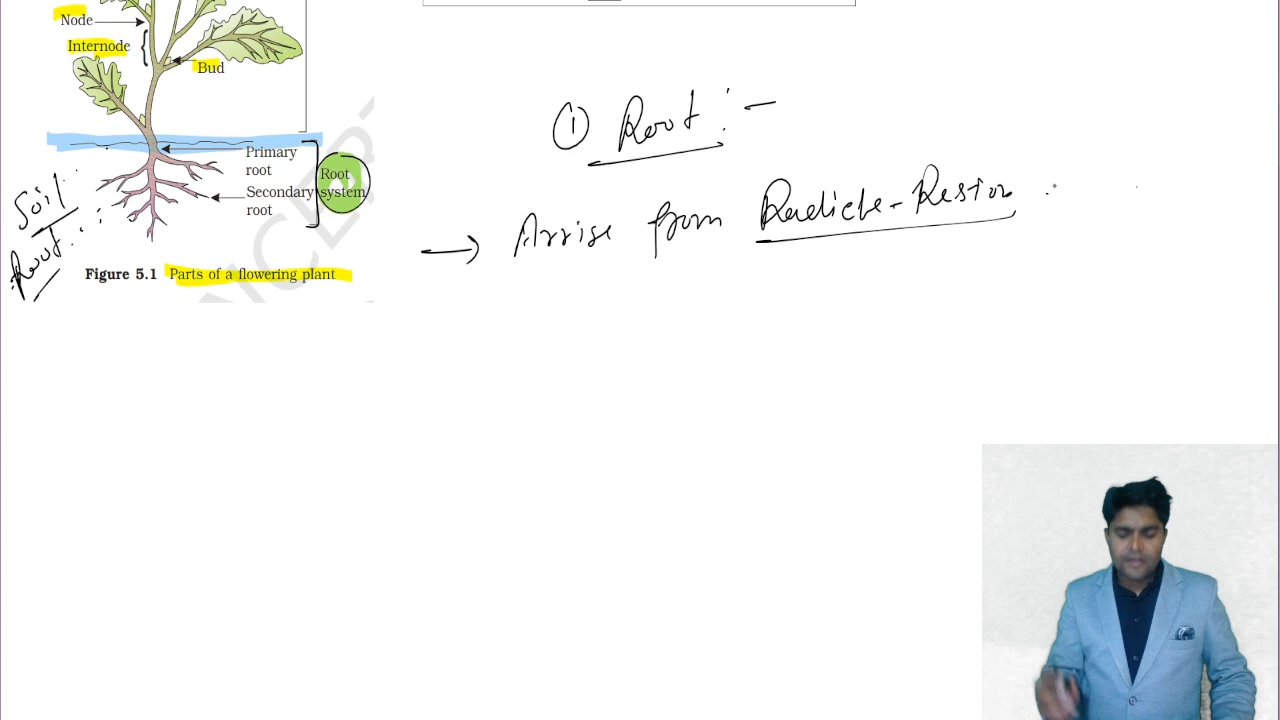 Node
Internode
Bud
Primary
root
Secondary
root
Root
system
Soil
Root
Figure 5.1 Parts of a flowering plant
① Root :-
→ Arrise from Radicle-Restion